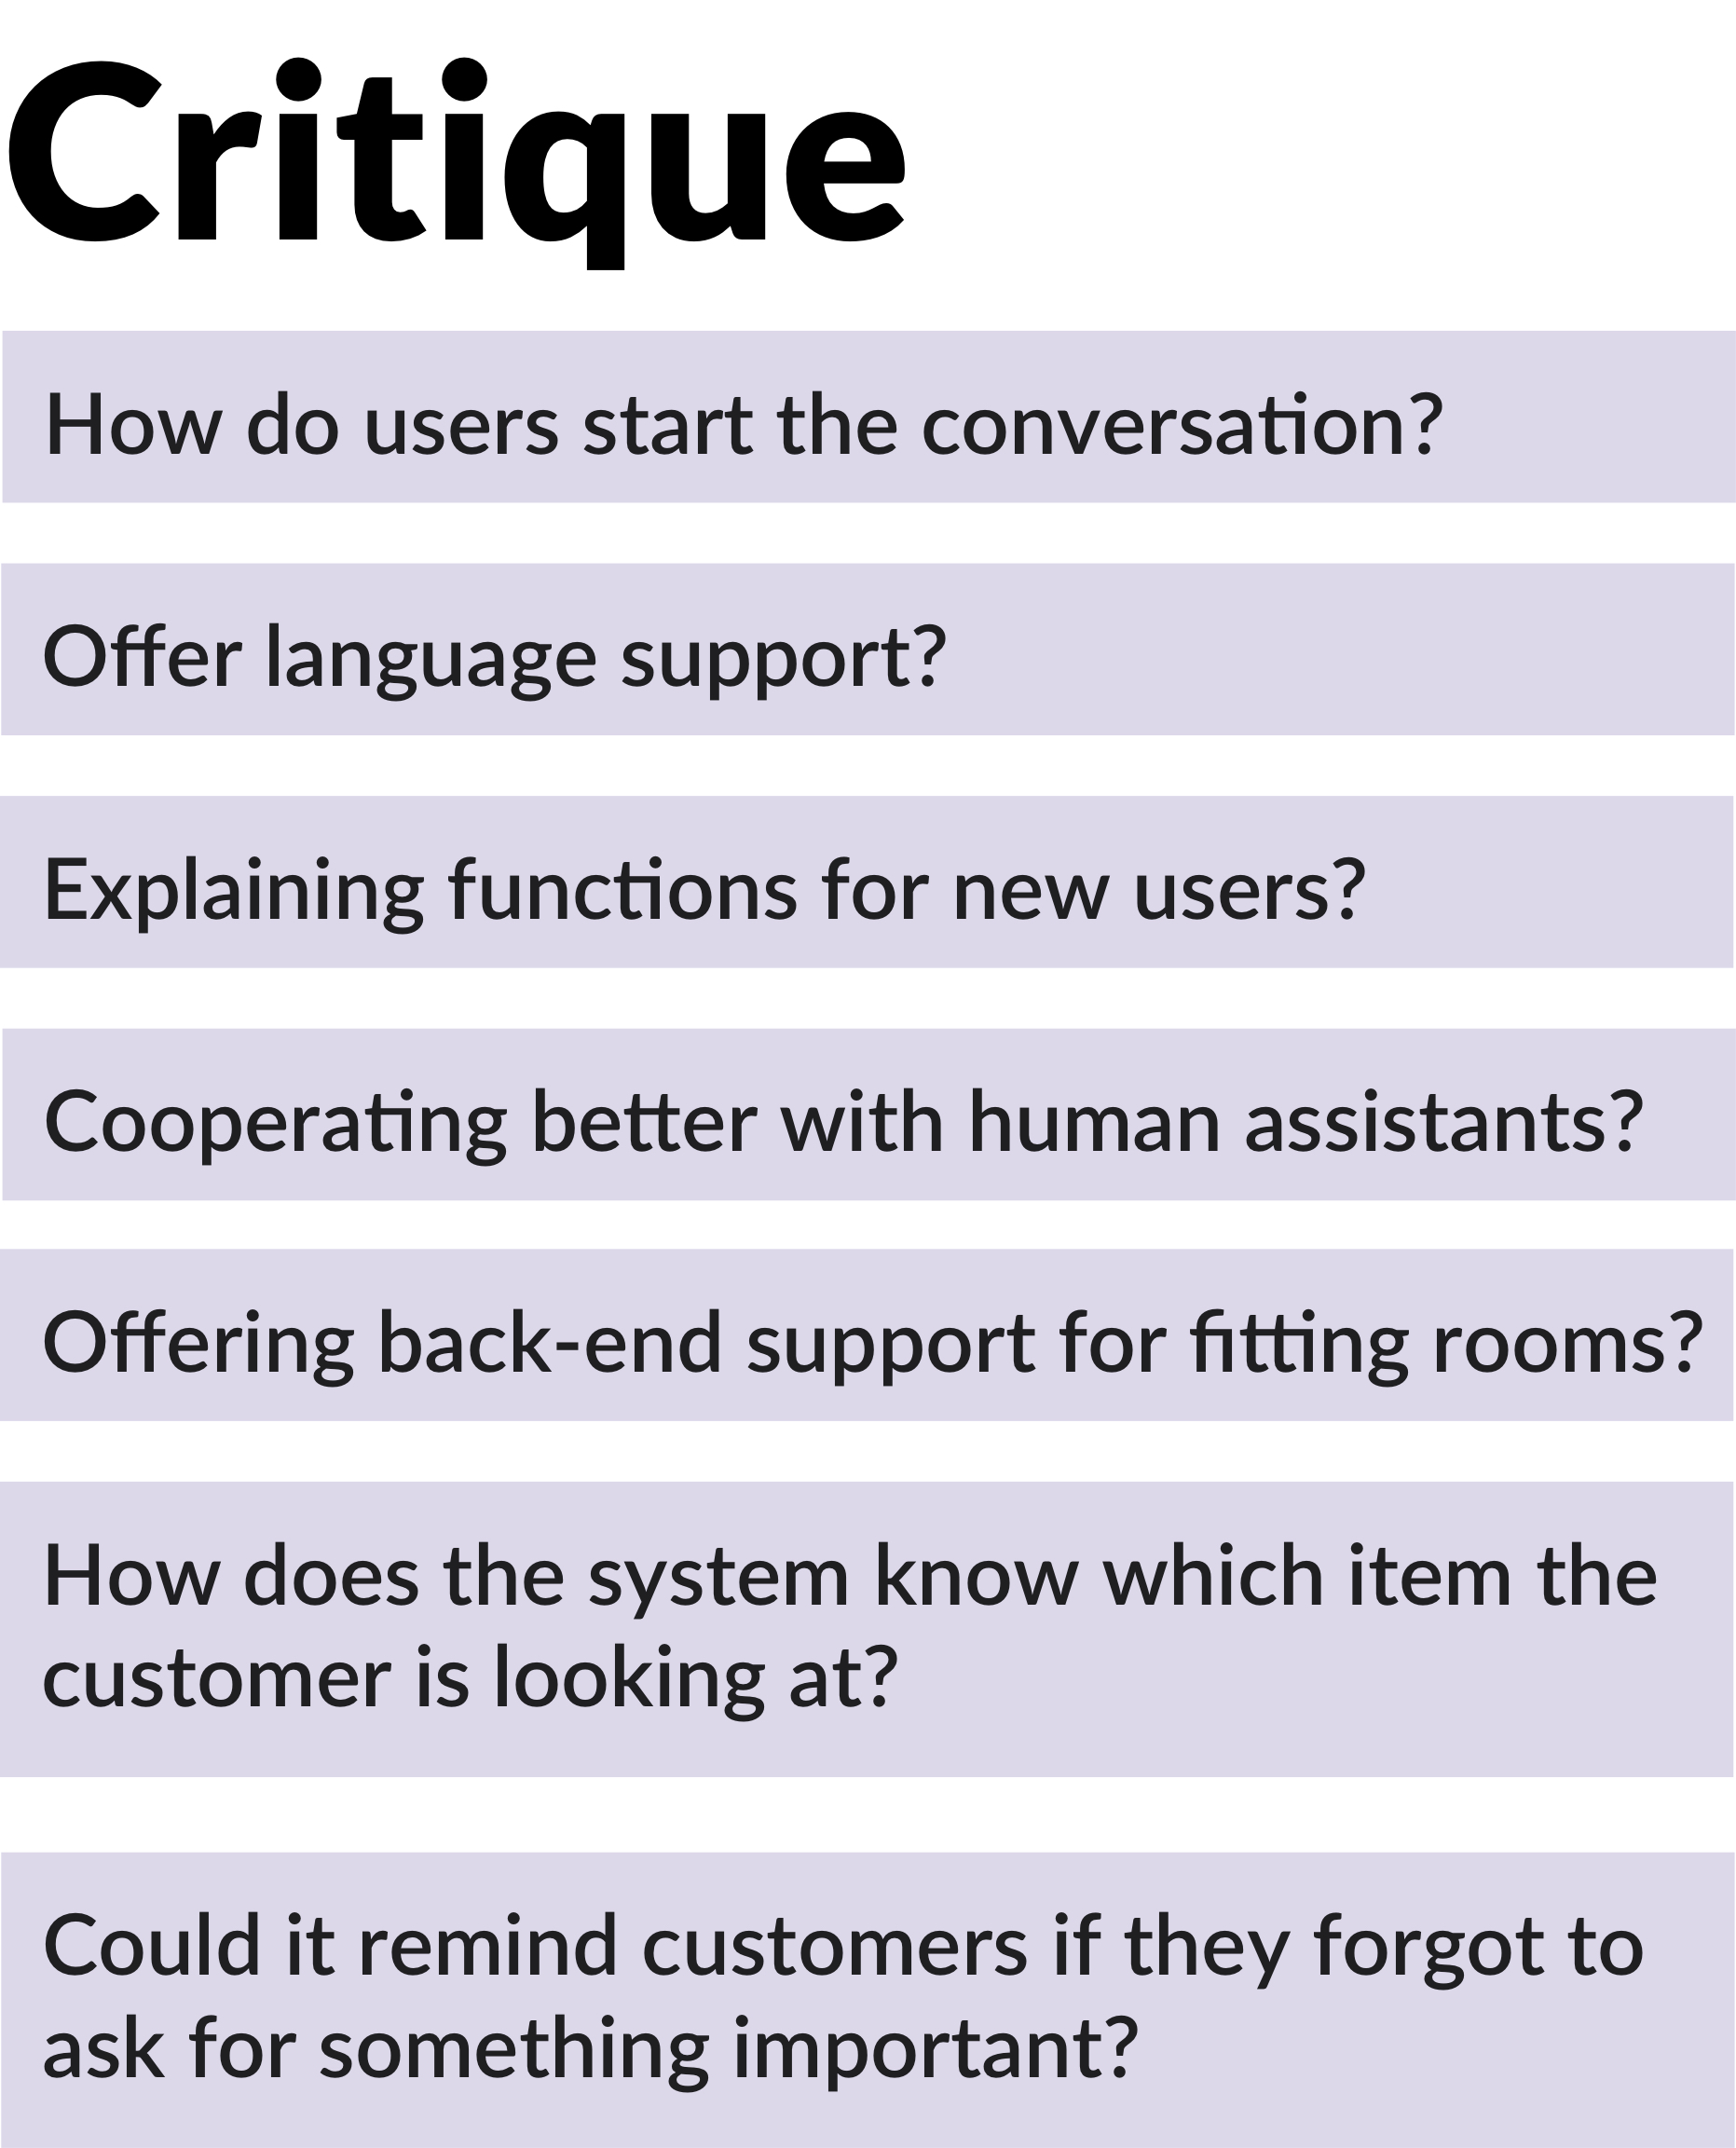 Critique
How do users start the conversation?
Offer language support?
Explaining functions for new users?
Cooperating better with human assistants?
Offering back-end support for fitting rooms?
How does the system know which item the
customer is looking at?
Could it remind customers if they forgot to
ask for something important?